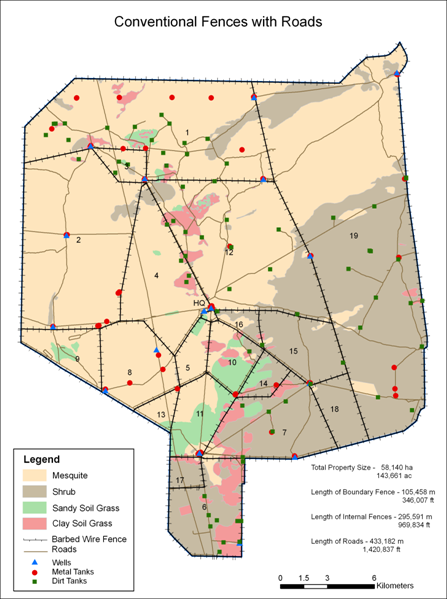 Conventional Fences with Roads
1
3
2
4
12
19
HQ
16
15
9
8
5
10
14
13
11
7
18
17
6
Legend
Mesquite
Shrub
Sandy Soil Grass
Clay Soil Grass
Barbed Wire Fence
Roads
Wells
Metal Tanks
Dirt Tanks
Total Property Size - 58,140 ha
143,661 ac
Length of Boundary Fence - 105,458 m
346,007 ft
Length of Internal Fences - 295,591 m
969,834 ft
Length of Roads - 433,182 m
1,420,837 ft
0 1.5 3 6
Kilometers